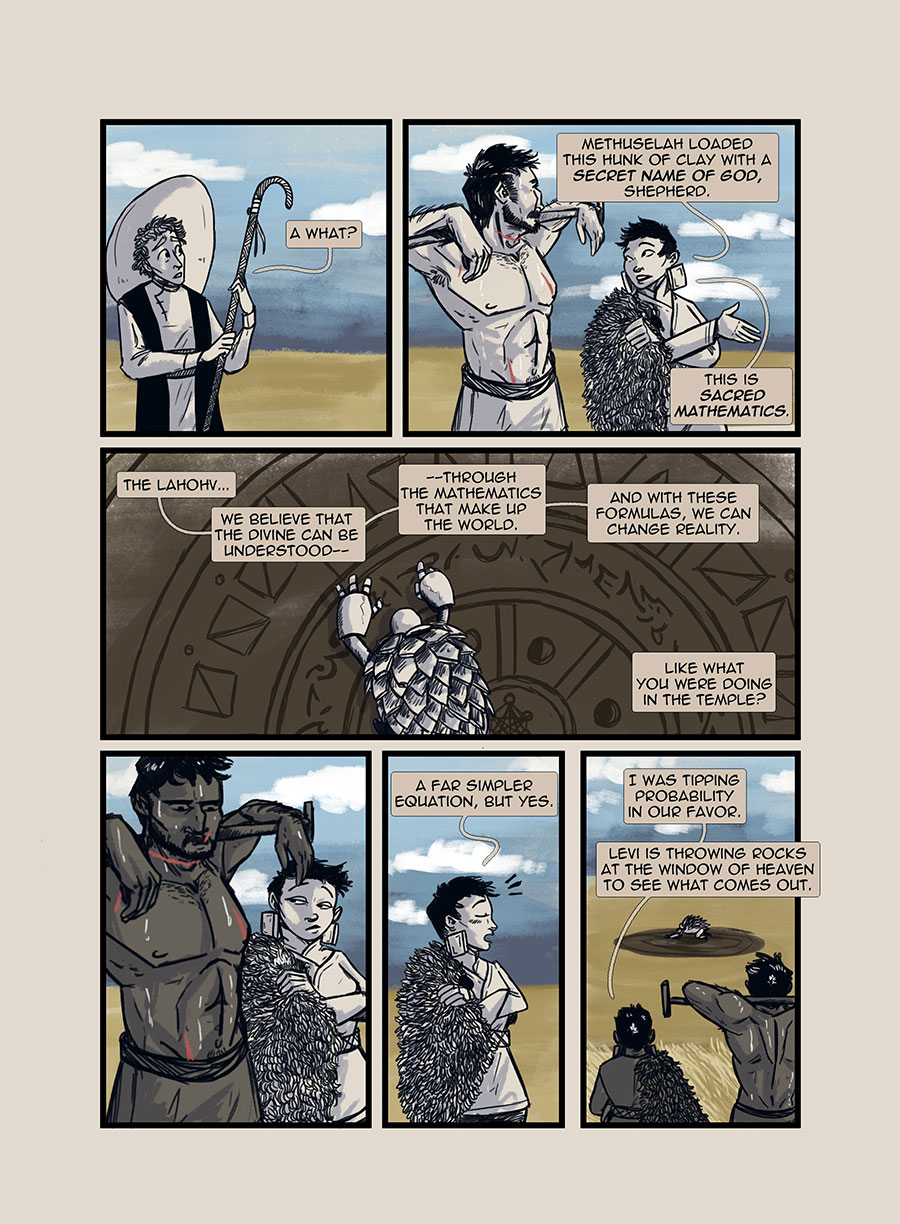 A WHAT?
METHUSELAH LOADED
THIS HUNK OF CLAY WITH A
SECRET NAME OF GOD,
SHEPHERD.
THIS IS
SACRED
MATHEMATICS.
THE LAHOHV...
WE BELIEVE THAT
THE DIVINE CAN BE
UNDERSTOOD--
--THROUGH
THE MATHEMATICS
THAT MAKE UP
THE WORLD.
AND WITH THESE
FORMULAS, WE CAN
CHANGE REALITY.
LIKE WHAT
YOU WERE DOING
IN THE TEMPLE?
A FAR SIMPLER
EQUATION, BUT YES.
I WAS TIPPING
PROBABILITY
IN OUR FAVOR.
LEVI IS THROWING ROCKS
AT THE WINDOW OF HEAVEN
TO SEE WHAT COMES OUT.